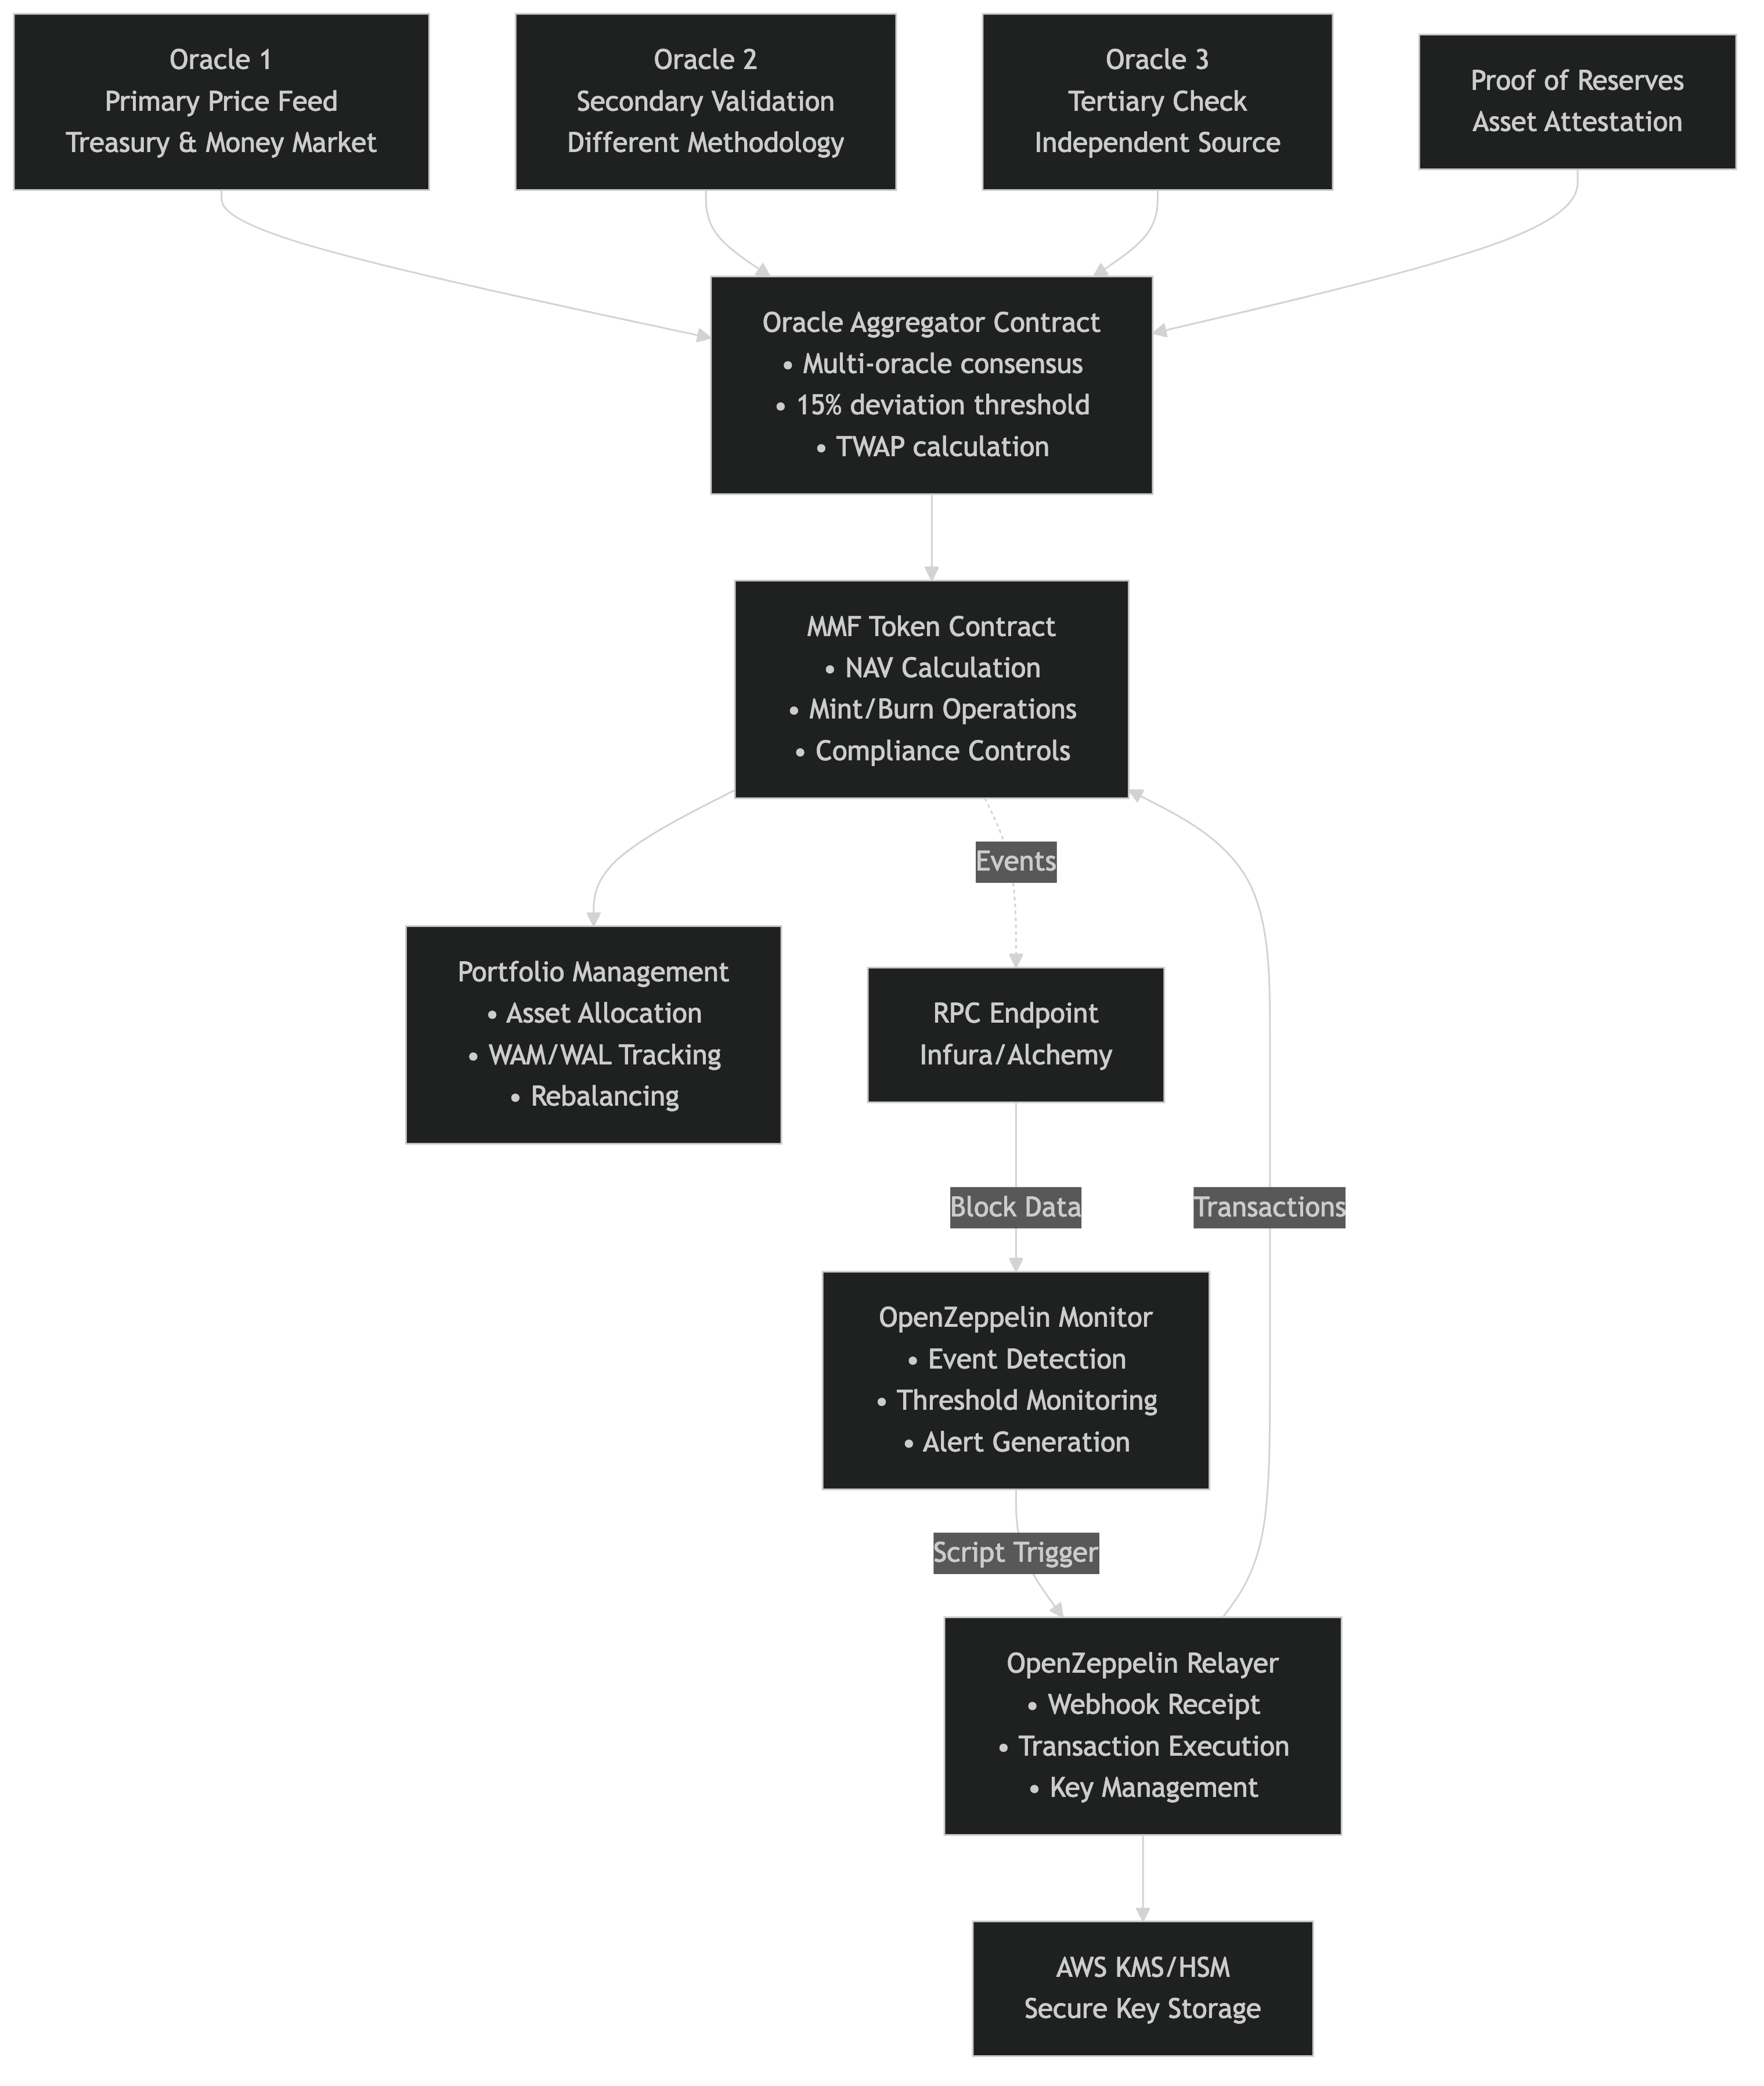 Oracle 1
Primary Price Feed
Treasury & Money Market
Oracle 2
Secondary Validation
Different Methodology
Oracle 3
Tertiary Check
Independent Source
Proof of Reserves
Asset Attestation
Oracle Aggregator Contract
• Multi-oracle consensus
• 15% deviation threshold
• TWAP calculation
MMF Token Contract
• NAV Calculation
• Mint/Burn Operations
• Compliance Controls
Events
Portfolio Management
• Asset Allocation
• WAM/WAL Tracking
• Rebalancing
RPC Endpoint
Infura/Alchemy
Block Data
Transactions
OpenZeppelin Monitor
• Event Detection
• Threshold Monitoring
• Alert Generation
Script Trigger
OpenZeppelin Relayer
• Webhook Receipt
• Transaction Execution
• Key Management
AWS KMS/HSM
Secure Key Storage